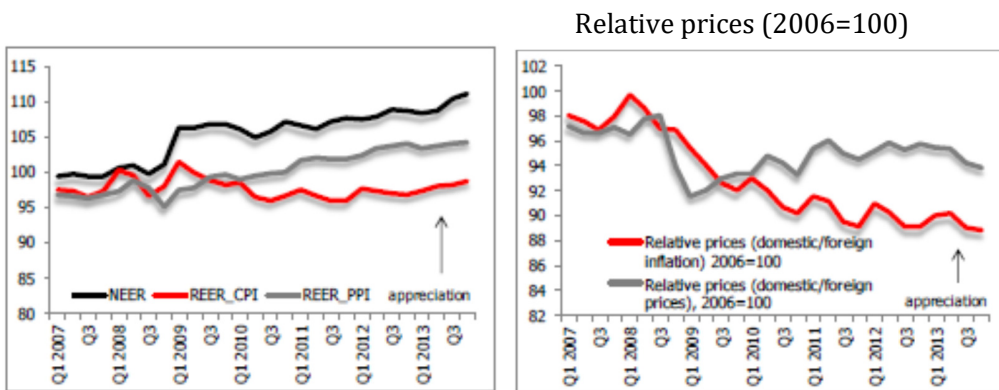 Relative prices (2006=100)
115
110
105
100
95
90
85
80
NEER REER_CPI REER_PPI appreciation
Q1 2007
Q3
Q1 2008
Q3
Q1 2009
Q3
Q1 2010
Q3
Q1 2011
Q3
Q1 2012
Q3
Q1 2013
Q3
102
100
98
96
94
92
90
88
86
84
82
Relative prices (domestic/foreign
inflation) 2006=100
Relative prices (domestic/foreign
prices), 2006=100
appreciation
Q1 2007
Q3
Q1 2008
Q3
Q1 2009
Q3
Q1 2010
Q3
Q1 2011
Q3
Q1 2012
Q3
Q1 2013
Q3